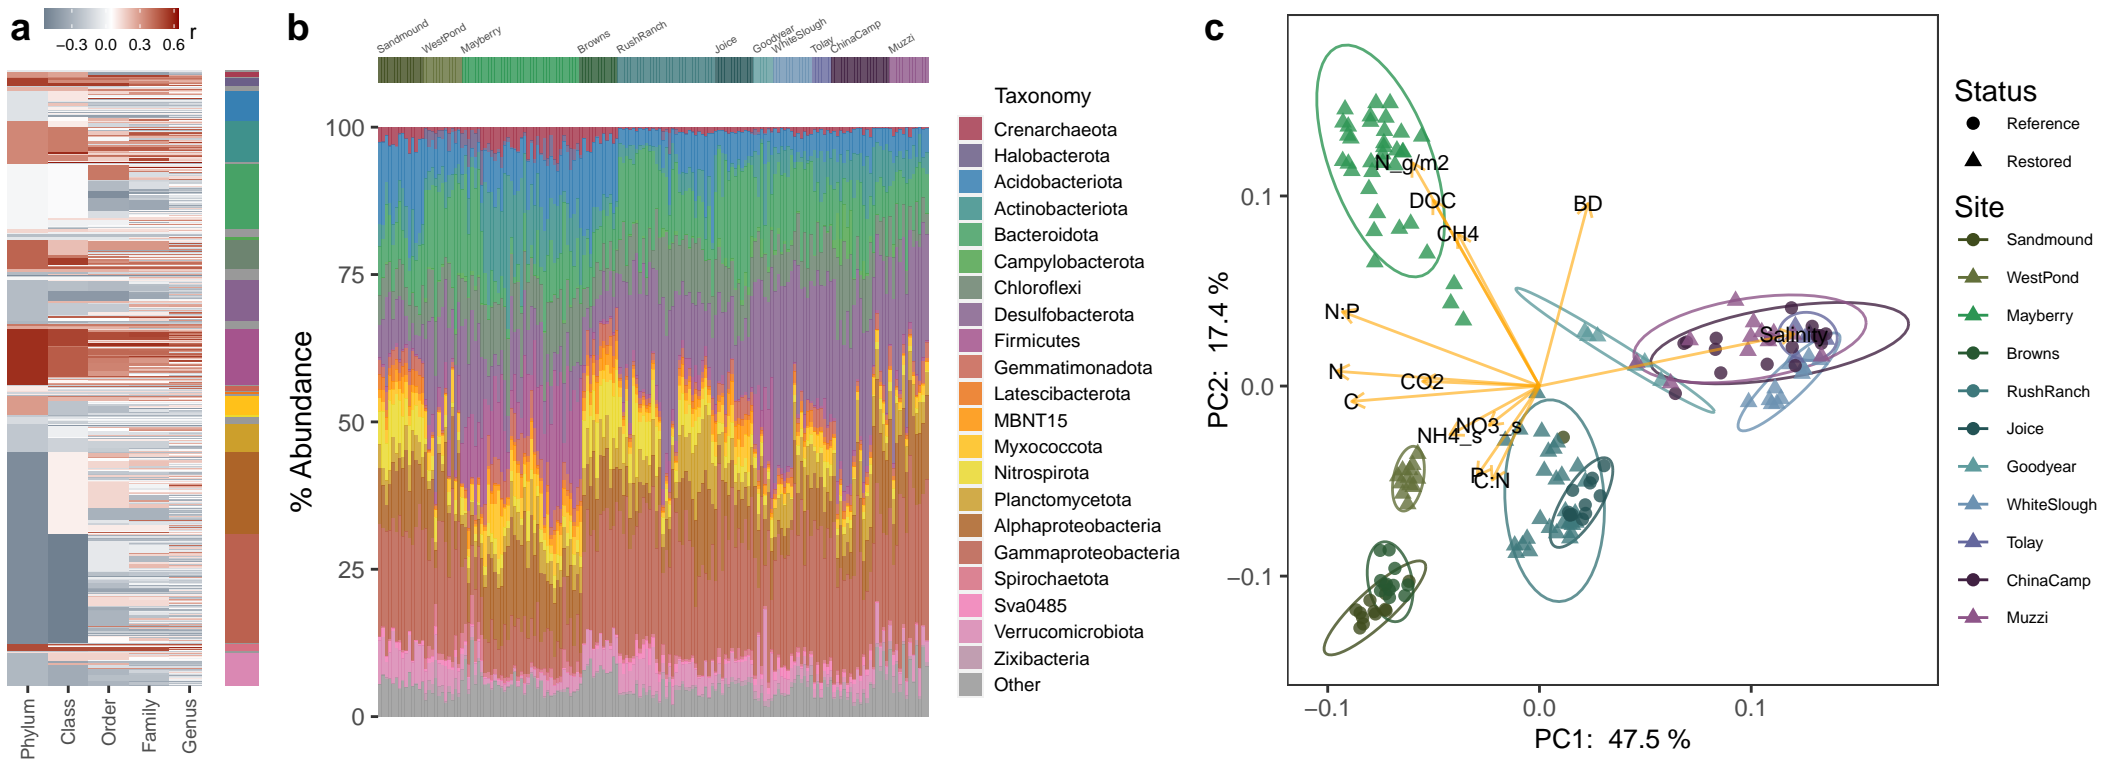 a
r
−0.3 0.0 0.3 0.6
Phylum
Class
Order
Family
Genus
b
Sandmound
WestPond
Mayberry
Browns
RushRanch
Joice
Goodyear
WhiteSlough
Tolay
ChinaCamp
Muzzi
% Abundance
100
75
50
25
0
Taxonomy
Crenarchaeota
Halobacterota
Acidobacteriota
Actinobacteriota
Bacteroidota
Campylobacterota
Chloroflexi
Desulfobacterota
Firmicutes
Gemmatimonadota
Latescibacterota
MBNT15
Myxococcota
Nitrospirota
Planctomycetota
Alphaproteobacteria
Gammaproteobacteria
Spirochaetota
Sva0485
Verrucomicrobiota
Zixibacteria
Other
c
PC2: 17.4 %
0.1
0.0
−0.1
N_g/m2
DOC
BD
CH4
N:P
Salinity
N
CO2
C
NO3_s
NH4_s
P
C:N
−0.1 0.0 0.1
PC1: 47.5 %
Status
Reference
Restored
Site
Sandmound
WestPond
Mayberry
Browns
RushRanch
Joice
Goodyear
WhiteSlough
Tolay
ChinaCamp
Muzzi